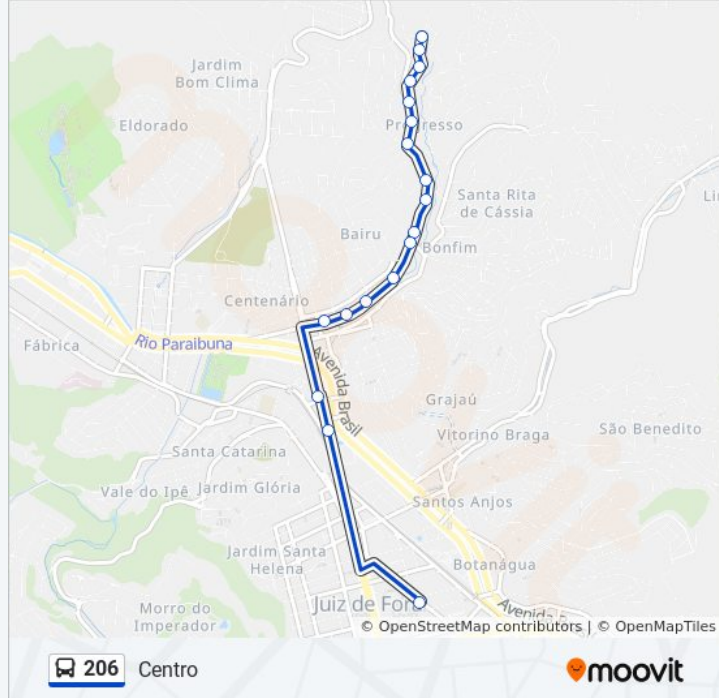 Jardim
Bom Clima
Eldorado
Progresso
Santa Rita
de Cássia
Bairu
Bonfim
Centenário
Rio Paraibuna
Fábrica
Avenida Brasil
Grajaú
Vitorino Braga
São Benedito
Santa Catarina
Vale do Ipê
Jardim Glória
Santos Anjos
Jardim Santa
Helena
Botanágua
Morro do
Imperador
Juiz de Fora
Avenida
© OpenStreetMap contributors | © OpenMapTiles
206 Centro
moovit